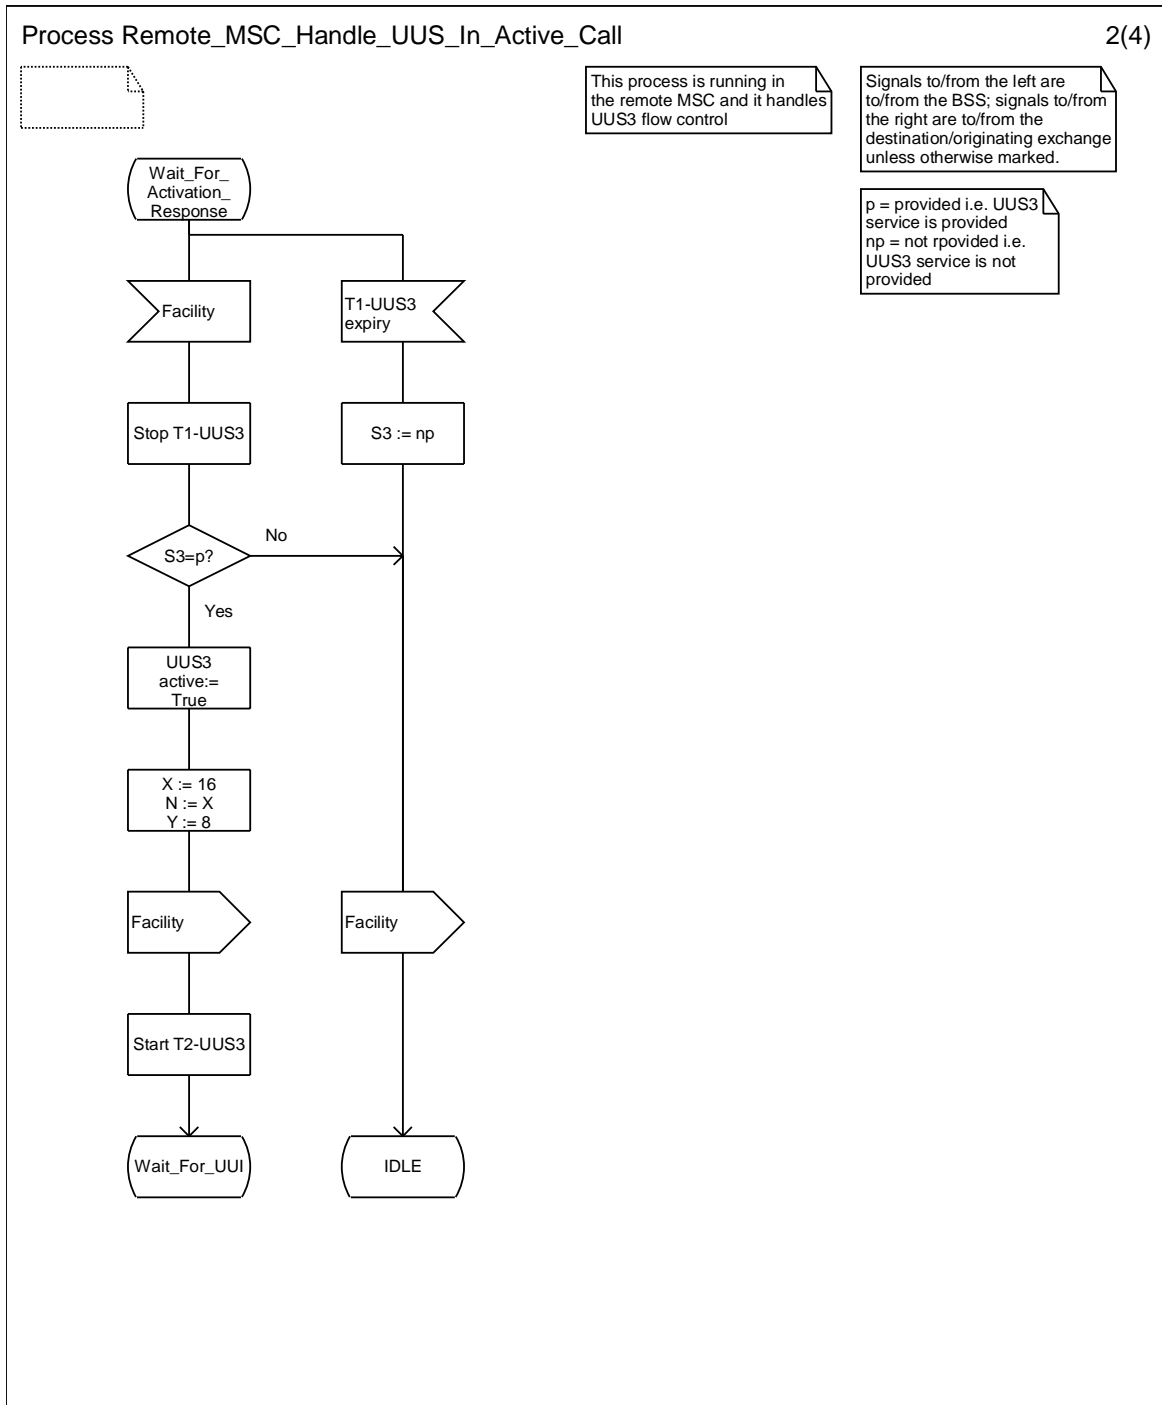 Process Remote_MSC_Handle_UUS_In_Active_Call
2(4)
This process is running in
the remote MSC and it handles
UUS3 flow control
Signals to/from the left are
to/from the BSS; signals to/from
the right are to/from the
destination/originating exchange
unless otherwise marked.
p = provided i.e. UUS3
service is provided
np = not rpovided i.e.
UUS3 service is not
provided
Wait_For_
Activation_
Response
Facility
T1-UUS3
expiry
Stop T1-UUS3
S3 := np
S3=p?
No
Yes
UUS3
active:=
True
X := 16
N := X
Y := 8
Facility
Facility
Start T2-UUS3
Wait_For_UUI
IDLE